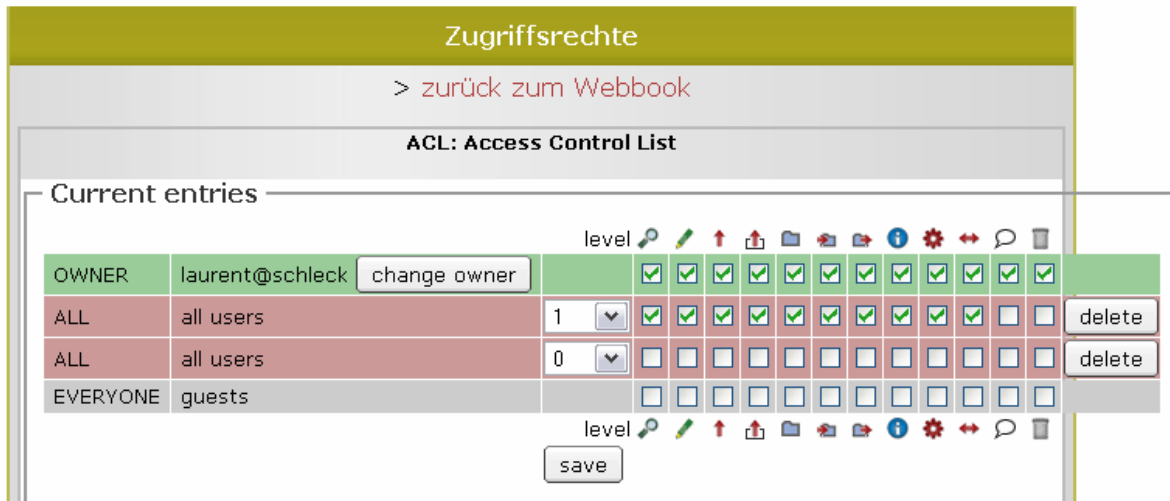 Zugriffsrechte
> zurück zum Webbook
ACL: Access Control List
Current entries
level
OWNER laurent@schleck change owner
ALL all users 1 delete
ALL all users 0 delete
EVERYONE guests
level
save